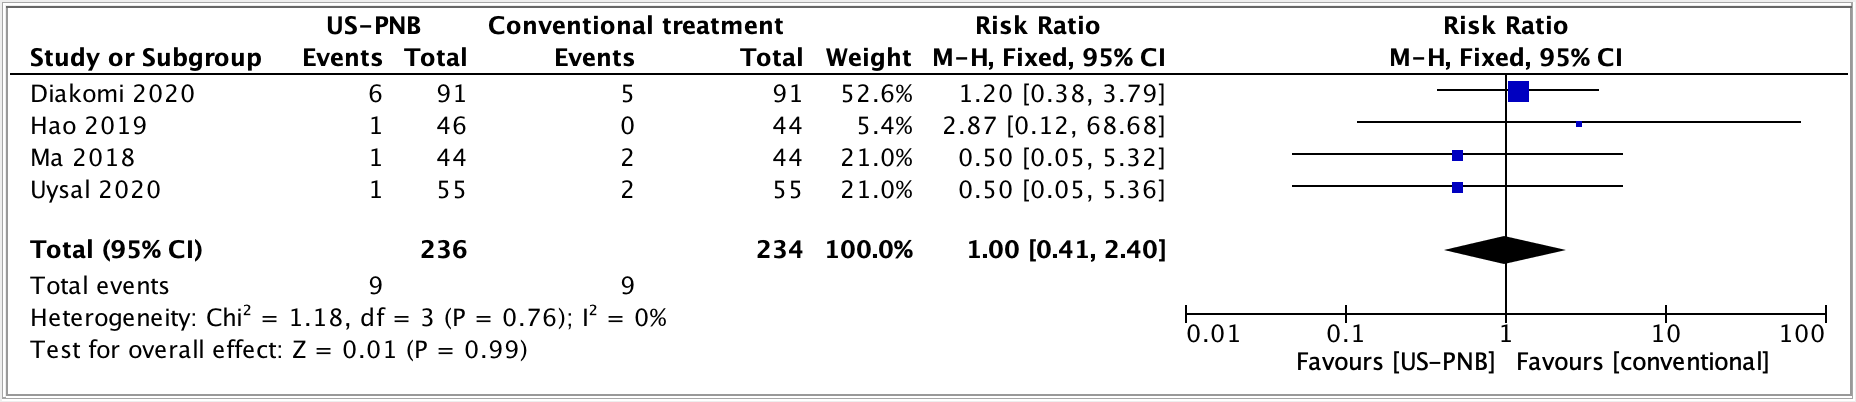 US-PNB Conventional treatment Risk Ratio Risk Ratio
Study or Subgroup Events Total Events Total Weight M-H, Fixed, 95% CI M-H, Fixed, 95% CI
Diakomi 2020 6 91 5 91 52.6% 1.20 [0.38, 3.79]
Hao 2019 1 46 0 44 5.4% 2.87 [0.12, 68.68]
Ma 2018 1 44 2 44 21.0% 0.50 [0.05, 5.32]
Uysal 2020 1 55 2 55 21.0% 0.50 [0.05, 5.36]
Total (95% CI) 236 234 100.0% 1.00 [0.41, 2.40]
Total events 9 9
Heterogeneity: Chi² = 1.18, df = 3 (P = 0.76); I² = 0%
Test for overall effect: Z = 0.01 (P = 0.99)
0.01 0.1 1 10 100
Favours [US-PNB] Favours [conventional]